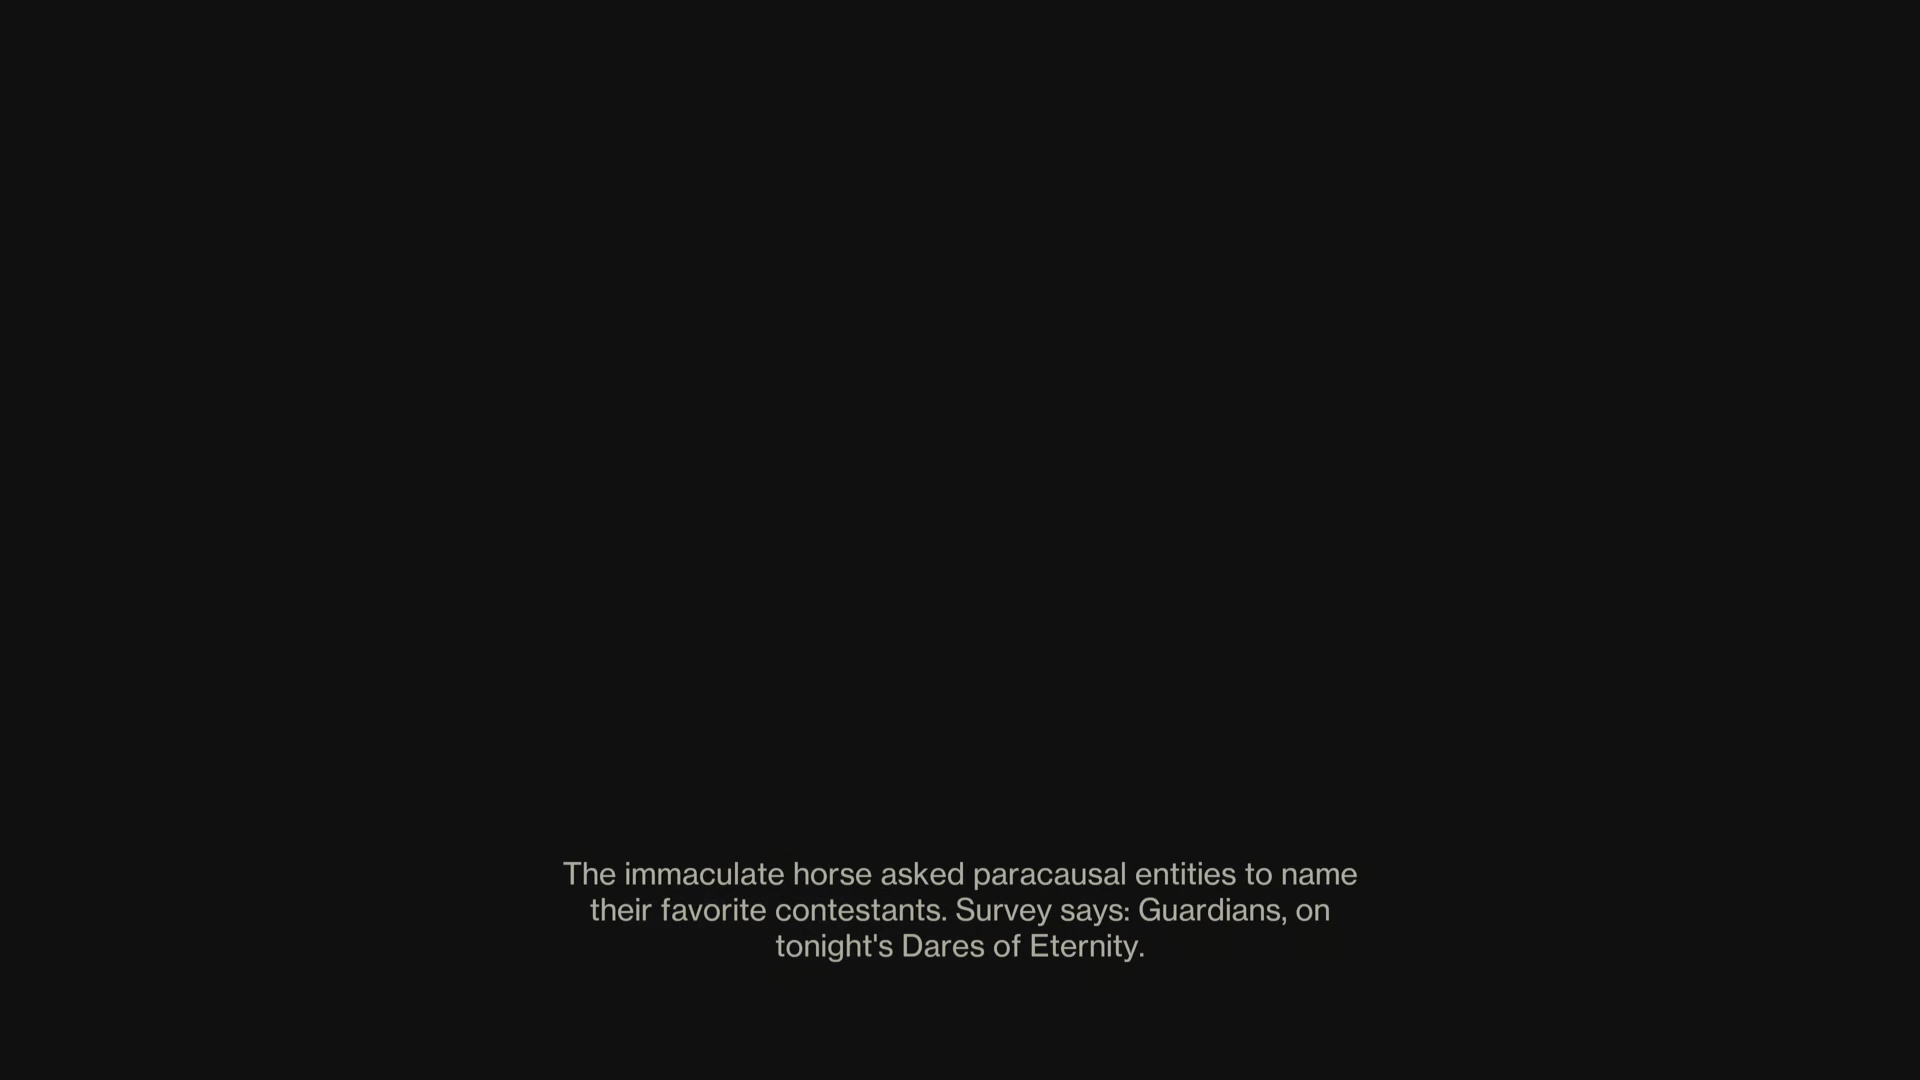 The immaculate horse asked paracausal entities to name
their favorite contestants. Survey says: Guardians, on
tonight's Dares of Eternity.